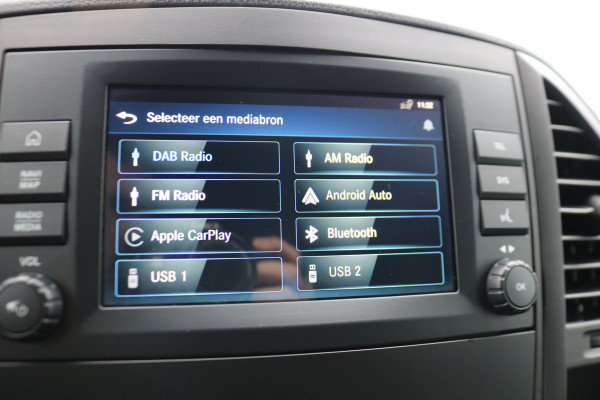 11:32
Selecteer een mediabron
DAB Radio
AM Radio
FM Radio
Android Auto
Apple CarPlay
Bluetooth
USB 1
USB 2
NAVI
MAP
RADIO
MEDIA
VOL
TEL
SYS
OK